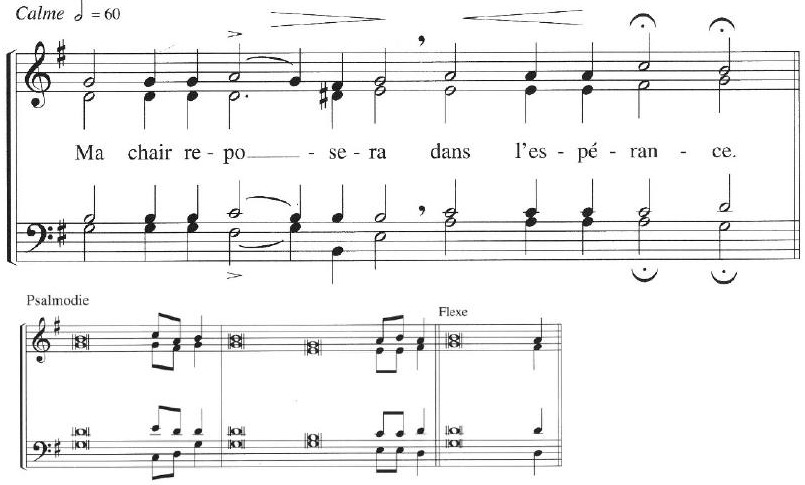 Calme 𝅗𝅥 = 60
Ma chair re - po - se - ra dans l'es - pé - ran - ce.
Psalmodie
Flexe